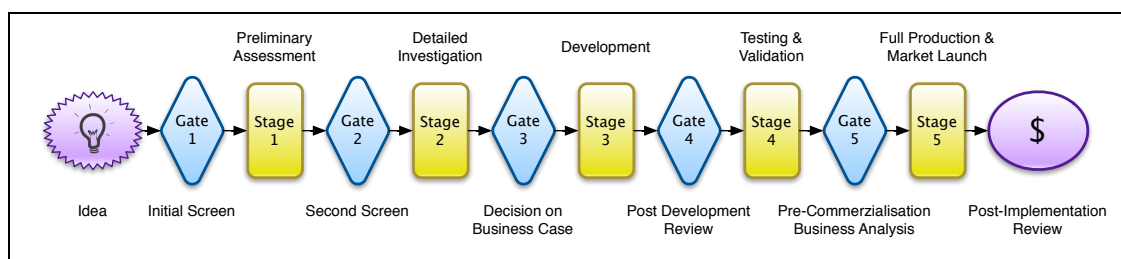 Preliminary
Assessment
Detailed
Investigation
Development
Testing &
Validation
Full Production &
Market Launch
Gate
1
Stage
1
Gate
2
Stage
2
Gate
3
Stage
3
Gate
4
Stage
4
Gate
5
Stage
5
$
Idea
Initial Screen
Second Screen
Decision on
Business Case
Post Development
Review
Pre-Commerzialisation
Business Analysis
Post-Implementation
Review